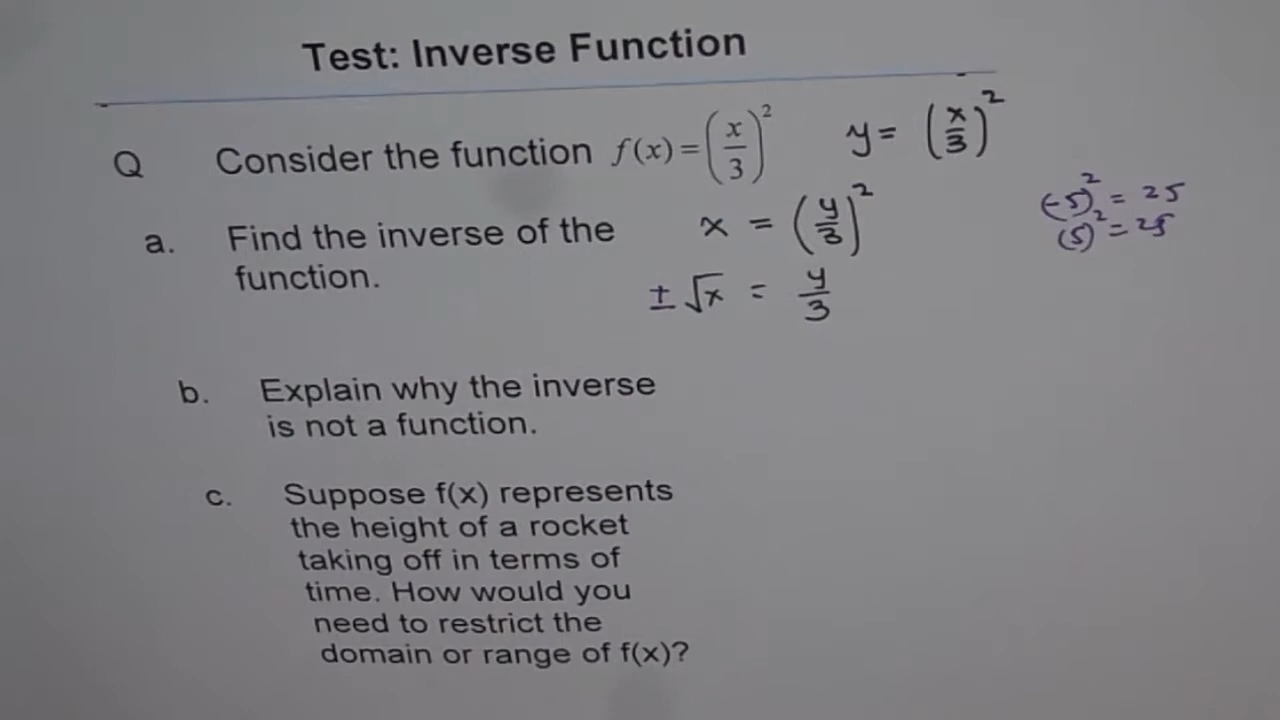 Test: Inverse Function
Q Consider the function f(x)=(x/3)² y = (x/3)²
(-5)² = 25
(5)² = 25
a. Find the inverse of the x = (y/3)²
function.
± √x = y/3
b. Explain why the inverse
is not a function.
c. Suppose f(x) represents
the height of a rocket
taking off in terms of
time. How would you
need to restrict the
domain or range of f(x)?